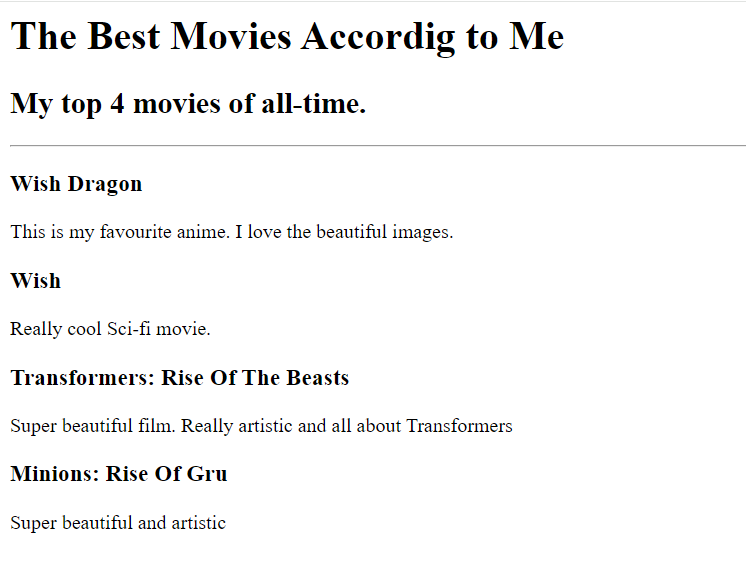 The Best Movies Accordig to Me
My top 4 movies of all-time.
Wish Dragon
This is my favourite anime. I love the beautiful images.
Wish
Really cool Sci-fi movie.
Transformers: Rise Of The Beasts
Super beautiful film. Really artistic and all about Transformers
Minions: Rise Of Gru
Super beautiful and artistic